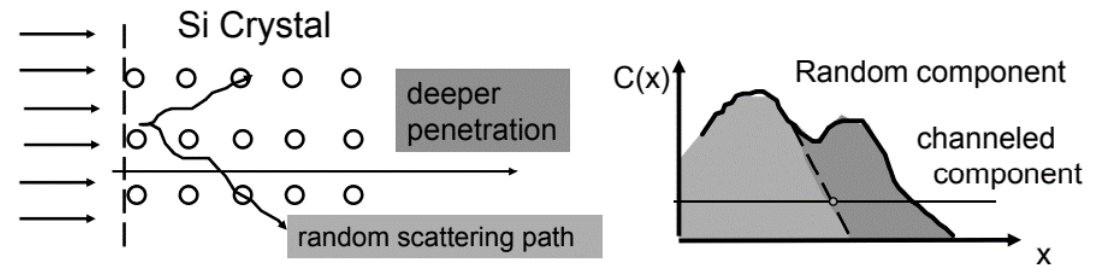 Si Crystal
deeper
penetration
random scattering path
C(x)
Random component
channeled
component
x